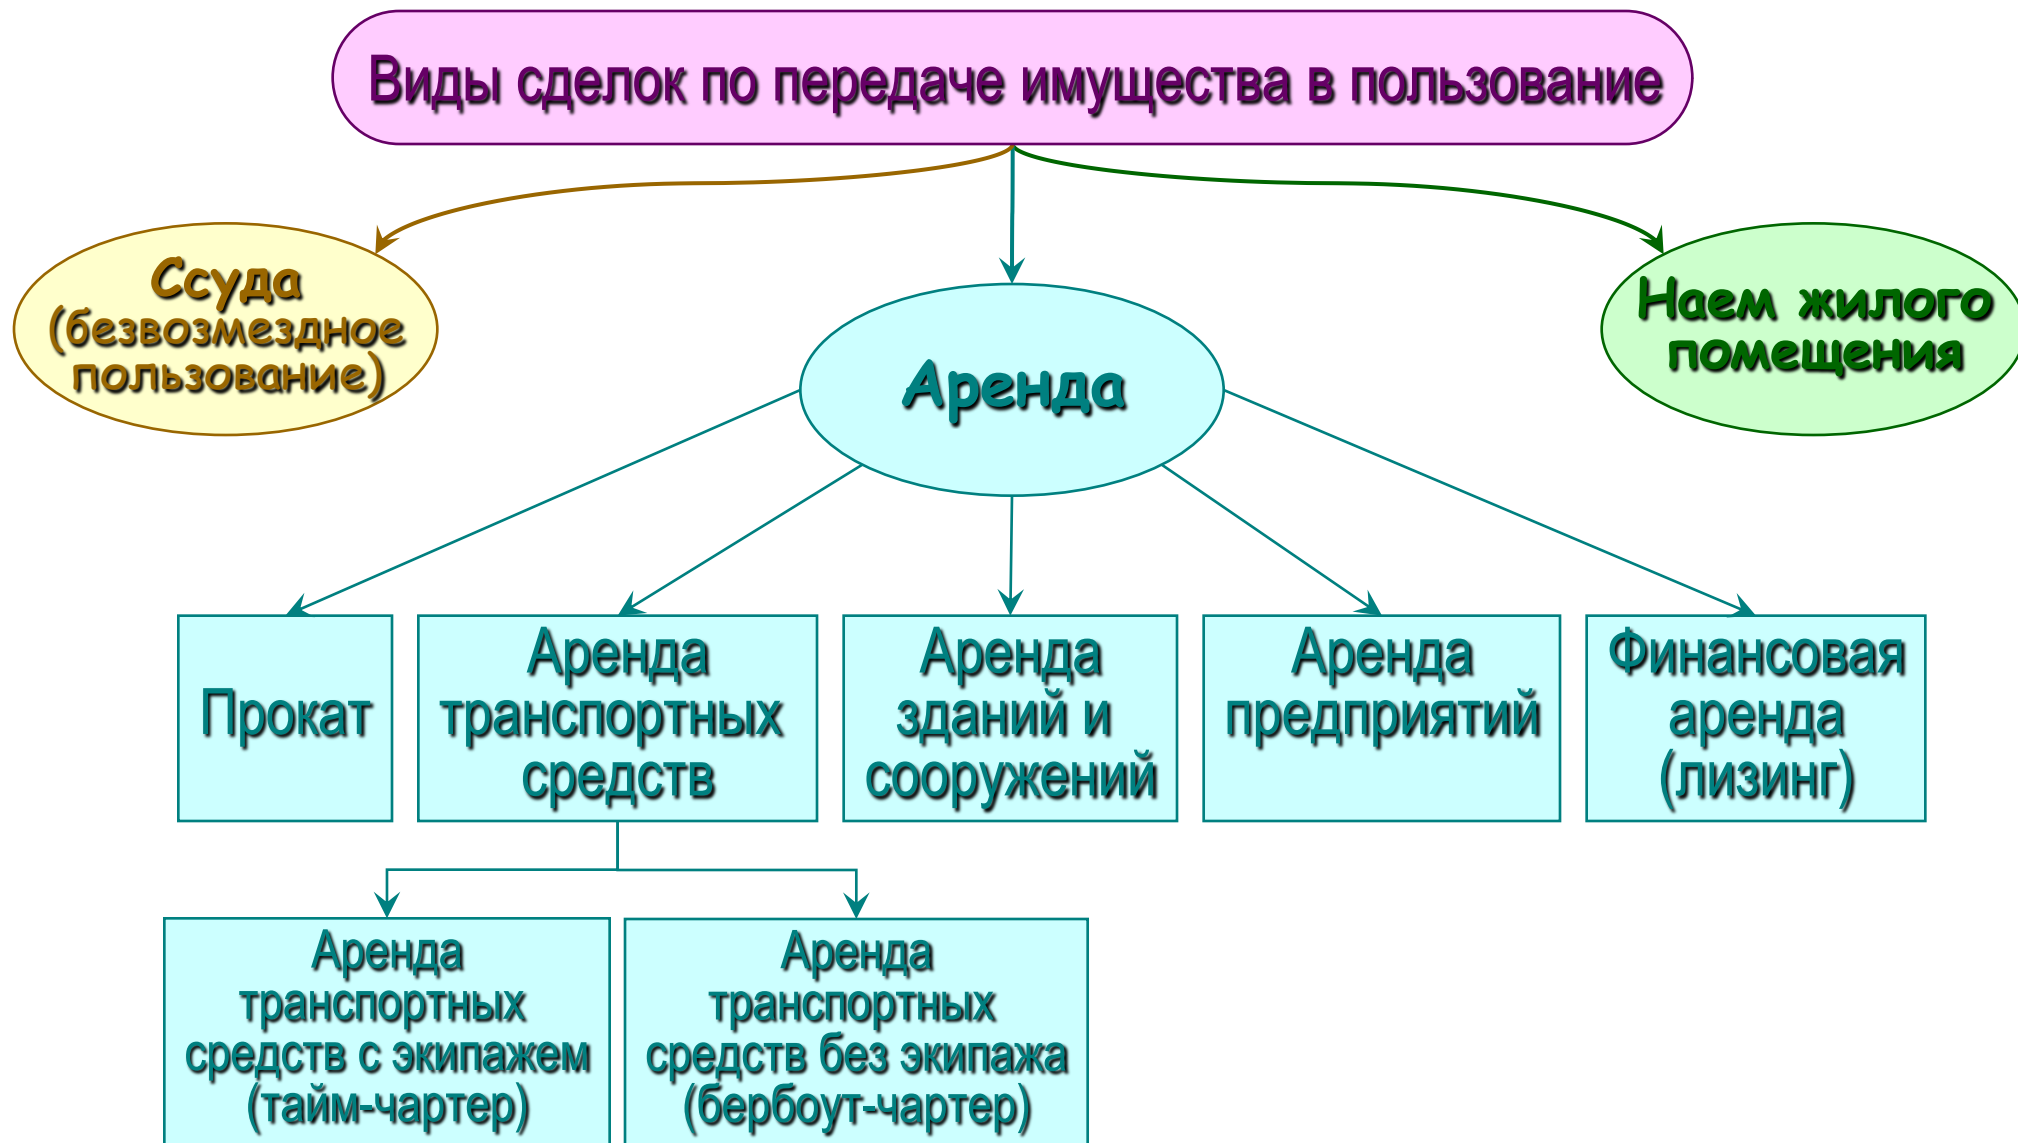 Виды сделок по передаче имущества в пользование
Ссуда
(безвозмездное
пользование)
Аренда
Наем жилого
помещения
Прокат
Аренда
транспортных
средств
Аренда
зданий и
сооружений
Аренда
предприятий
Финансовая
аренда
(лизинг)
Аренда
транспортных
средств с экипажем
(тайм-чартер)
Аренда
транспортных
средств без экипажа
(бербоут-чартер)